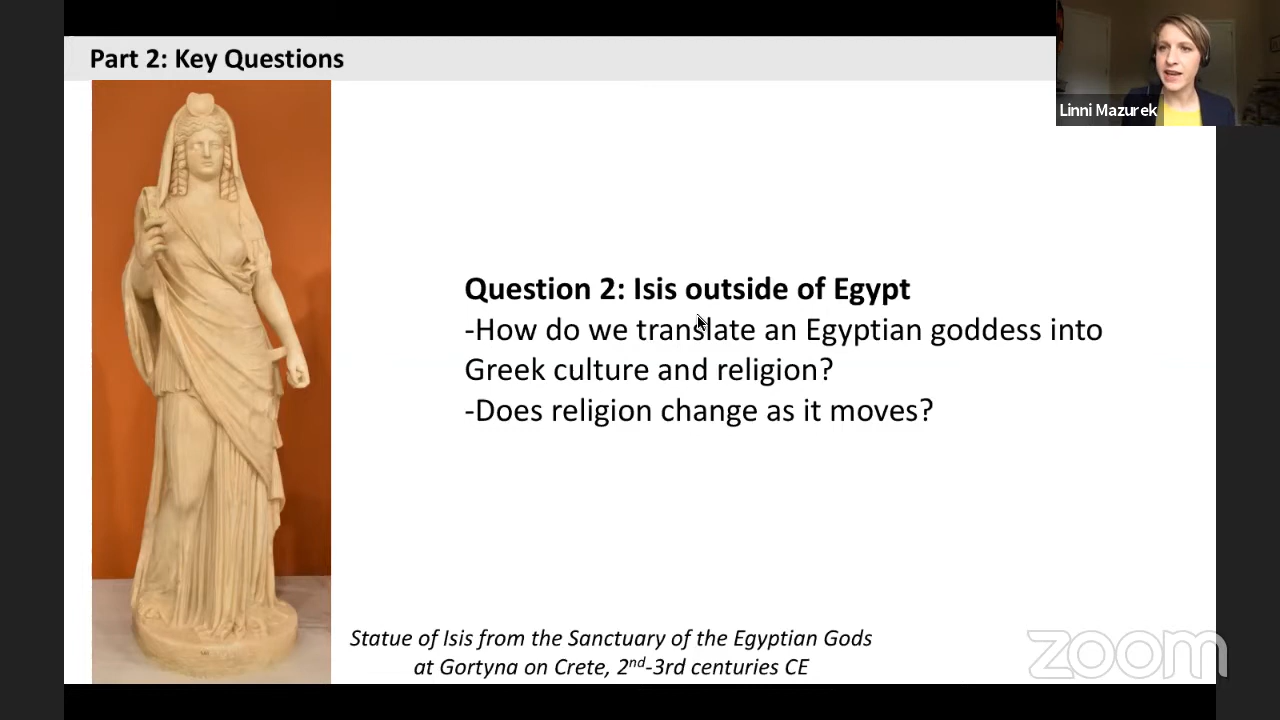 Part 2: Key Questions
Linni Mazurek
Question 2: Isis outside of Egypt
-How do we translate an Egyptian goddess into
Greek culture and religion?
-Does religion change as it moves?
Statue of Isis from the Sanctuary of the Egyptian Gods
at Gortyna on Crete, 2nd-3rd centuries CE
zoom